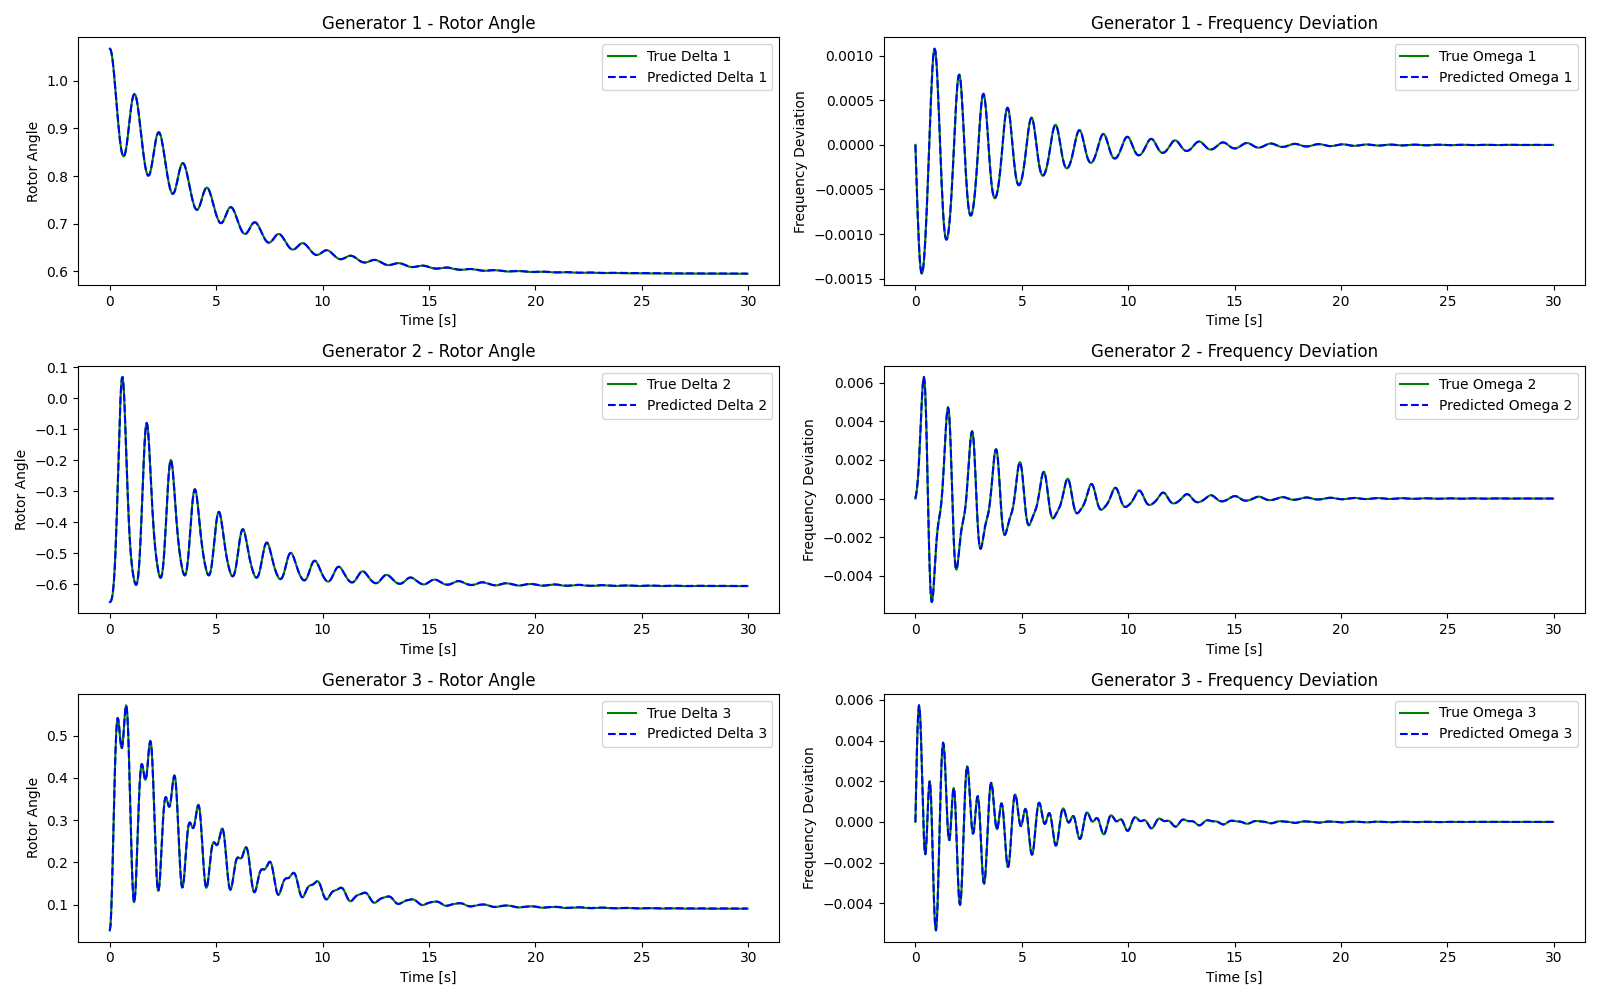 Generator 1 - Rotor Angle
Rotor Angle
1.0
0.9
0.8
0.7
0.6
True Delta 1
Predicted Delta 1
0 5 10 15 20 25 30
Time [s]
Generator 1 - Frequency Deviation
Frequency Deviation
0.0010
0.0005
0.0000
−0.0005
−0.0010
−0.0015
True Omega 1
Predicted Omega 1
0 5 10 15 20 25 30
Time [s]
Generator 2 - Rotor Angle
Rotor Angle
0.1
0.0
−0.1
−0.2
−0.3
−0.4
−0.5
−0.6
True Delta 2
Predicted Delta 2
0 5 10 15 20 25 30
Time [s]
Generator 2 - Frequency Deviation
Frequency Deviation
0.006
0.004
0.002
0.000
−0.002
−0.004
True Omega 2
Predicted Omega 2
0 5 10 15 20 25 30
Time [s]
Generator 3 - Rotor Angle
Rotor Angle
0.5
0.4
0.3
0.2
0.1
True Delta 3
Predicted Delta 3
0 5 10 15 20 25 30
Time [s]
Generator 3 - Frequency Deviation
Frequency Deviation
0.006
0.004
0.002
0.000
−0.002
−0.004
True Omega 3
Predicted Omega 3
0 5 10 15 20 25 30
Time [s]